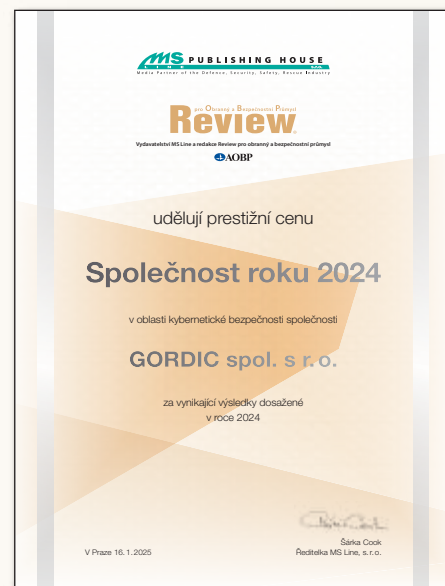 MS PUBLISHING HOUSE
LINE s.r.o.
Media Partner of the Defence, Security, Safety, Rescue Industry
pro Obranný a Bezpečnostní Průmysl
Review
Vydavatelství MS Line a redakce Review pro obranný a bezpečnostní průmysl
AOBP
udělují prestižní cenu
Společnost roku 2024
v oblasti kybernetické bezpečnosti společnosti
GORDIC spol. s r. o.
za vynikající výsledky dosažené
v roce 2024
Šárka Cook
V Praze 16. 1. 2025 Ředitelka MS Line, s. r. o.